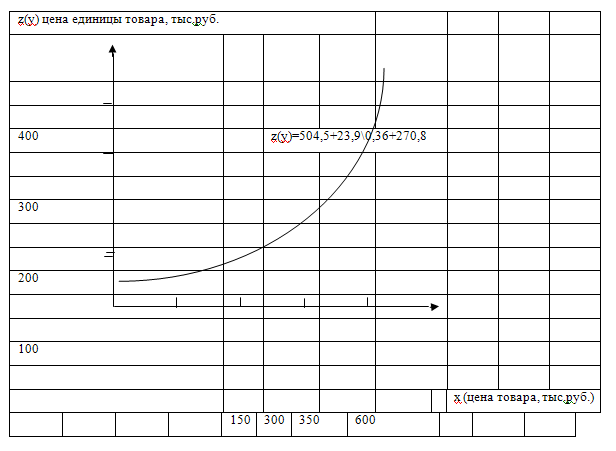 z(y) цена единицы товара, тыс.руб.
400
z(y)=504,5+23,9\0,36+270,8
300
200
100
x (цена товара, тыс.руб.)
150 300 350 600